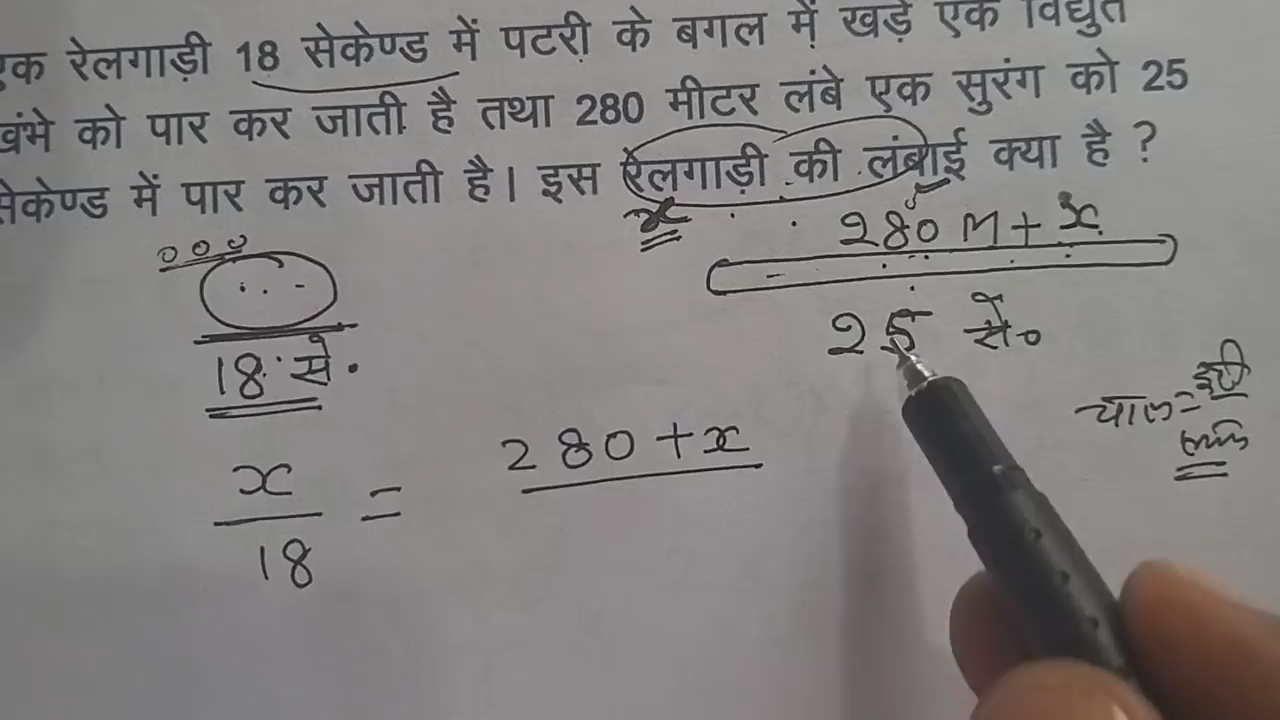 एक रेलगाड़ी 18 सेकेण्ड में पटरी के बगल में खड़े एक विद्युत
खंभे को पार कर जाती है तथा 280 मीटर लंबे एक सुरंग को 25
सेकेण्ड में पार कर जाती है। इस रेलगाड़ी की लंबाई क्या है ?
x
280 M + x
18 से.
25 से०
चाल =
280 + x
x
=
18